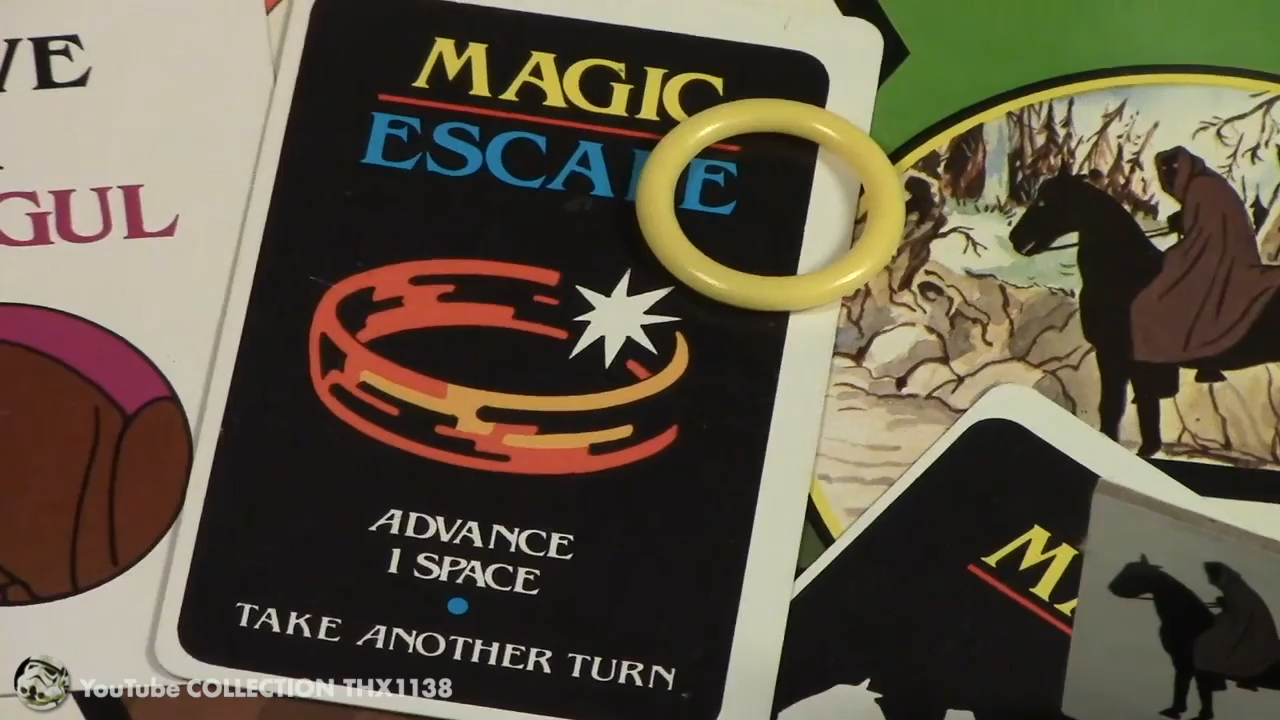 VE
GUL
MAGIC
ESCAPE
ADVANCE
1 SPACE
TAKE ANOTHER TURN
YouTube COLLECTION THX1138